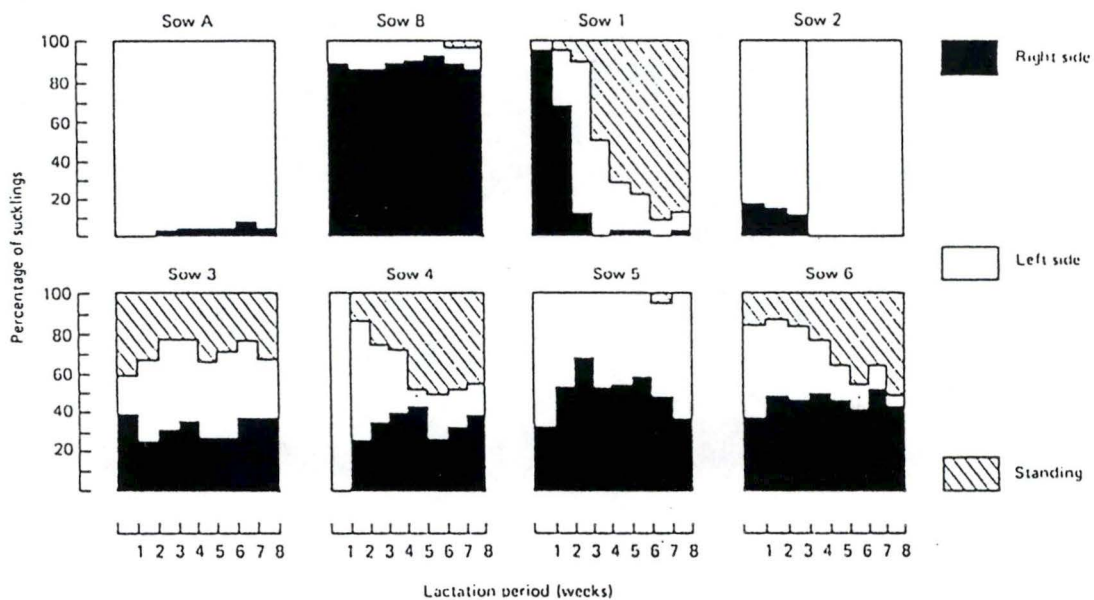 Sow A
Sow B
Sow 1
Sow 2
100
80
60
40
20
Right side
Left side
Standing
Percentage of sucklings
Sow 3
Sow 4
Sow 5
Sow 6
100
80
60
40
20
1 2 3 4 5 6 7 8
1 2 3 4 5 6 7 8
1 2 3 4 5 6 7 8
1 2 3 4 5 6 7 8
Lactation period (weeks)